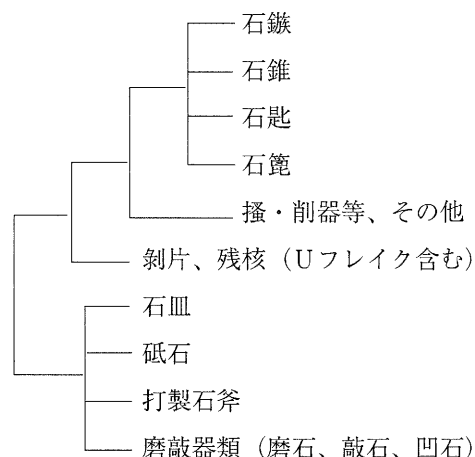 石鏃
石錐
石匙
石篦
掻・削器等、その他
剝片、残核（Uフレイク含む）
石皿
砥石
打製石斧
磨敲器類（磨石、敲石、凹石）